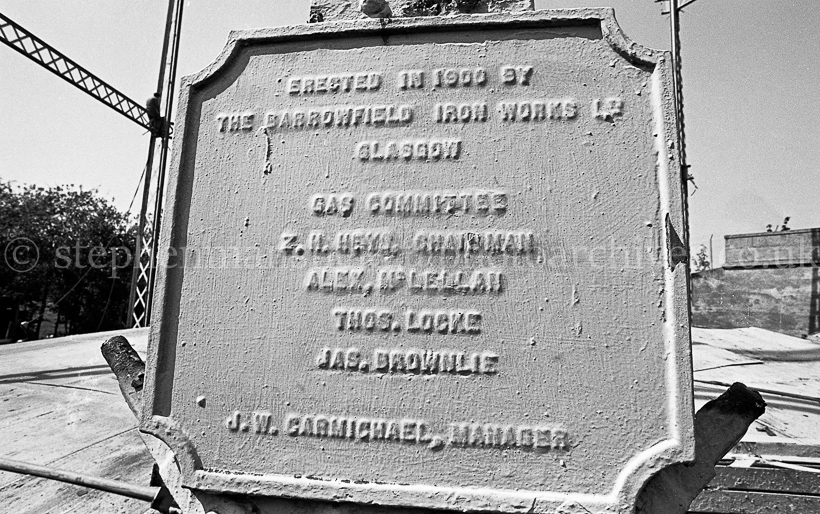 ERECTED IN 1900 BY
THE BARROWFIELD IRON WORKS LD
GLASGOW
GAS COMMITTEE
Z. H. HEYS. CHAIRMAN
ALEX. McLELLAN
THOS. LOCKE
JAS. BROWNLIE
J. W. CARMICHAEL, MANAGER